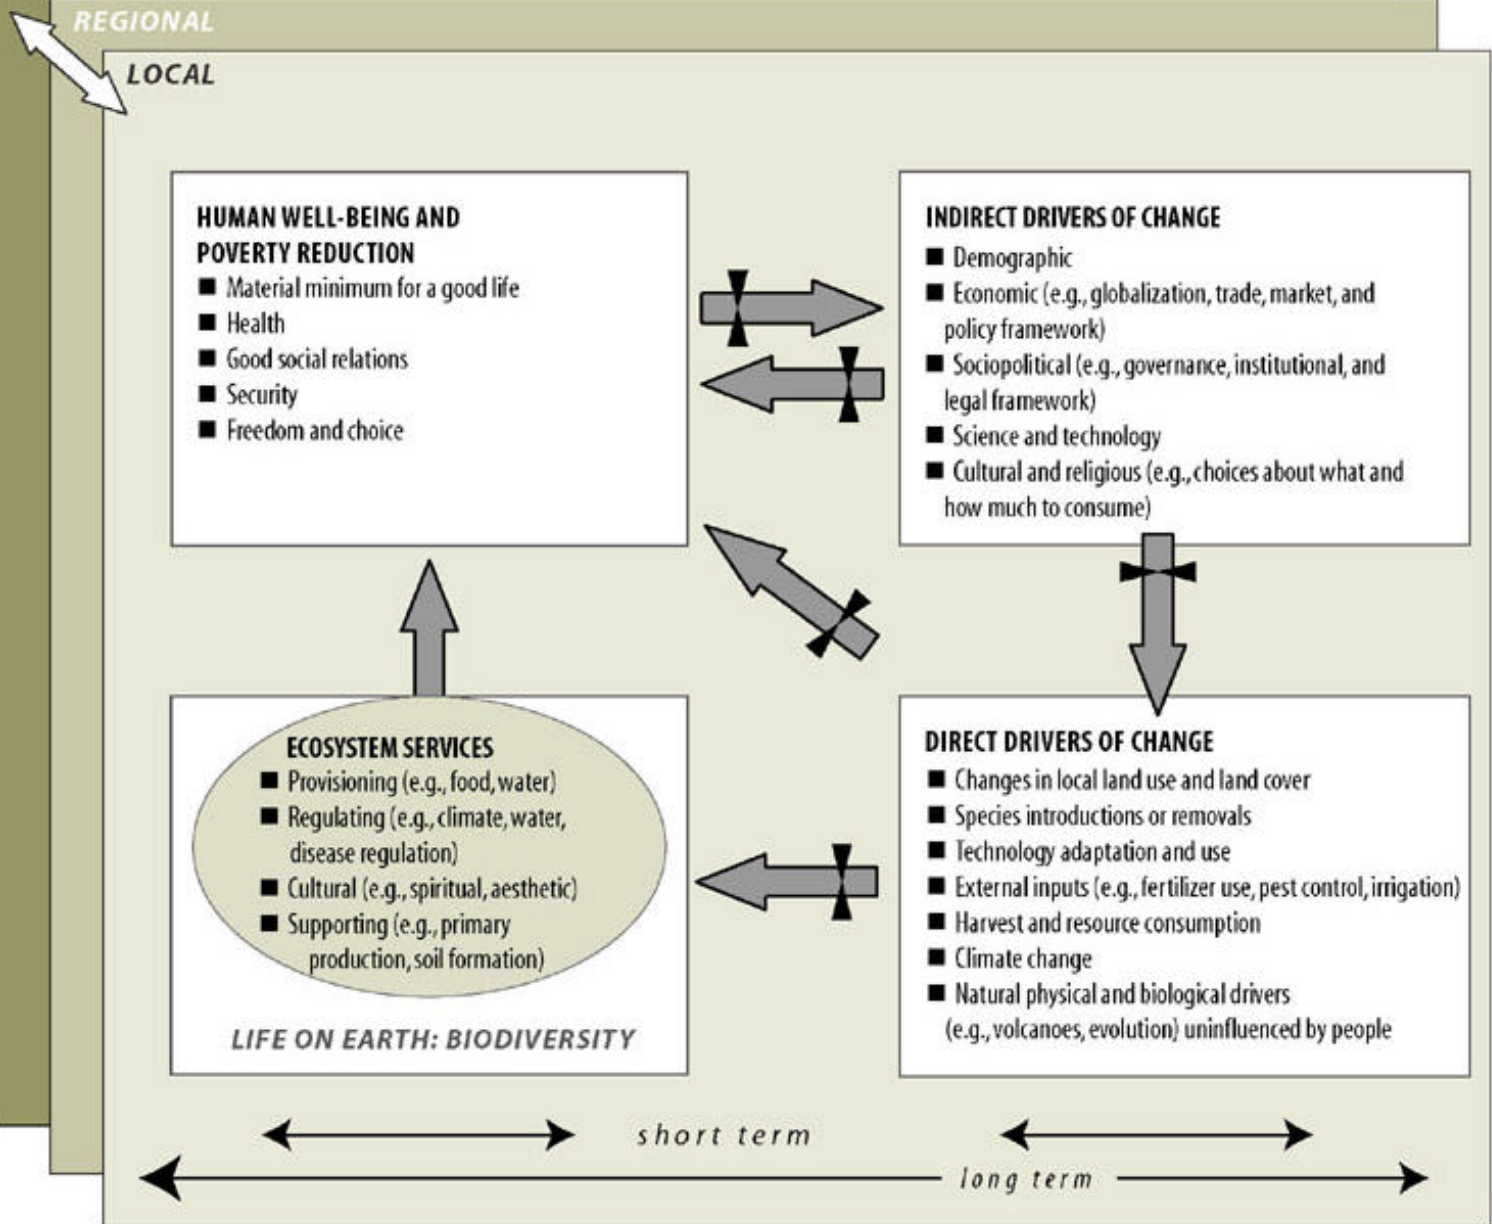 REGIONAL
LOCAL
HUMAN WELL-BEING AND
POVERTY REDUCTION
■ Material minimum for a good life
■ Health
■ Good social relations
■ Security
■ Freedom and choice
INDIRECT DRIVERS OF CHANGE
■ Demographic
■ Economic (e.g., globalization, trade, market, and
policy framework)
■ Sociopolitical (e.g., governance, institutional, and
legal framework)
■ Science and technology
■ Cultural and religious (e.g., choices about what and
how much to consume)
ECOSYSTEM SERVICES
■ Provisioning (e.g., food, water)
■ Regulating (e.g., climate, water,
disease regulation)
■ Cultural (e.g., spiritual, aesthetic)
■ Supporting (e.g., primary
production, soil formation)
LIFE ON EARTH: BIODIVERSITY
DIRECT DRIVERS OF CHANGE
■ Changes in local land use and land cover
■ Species introductions or removals
■ Technology adaptation and use
■ External inputs (e.g., fertilizer use, pest control, irrigation)
■ Harvest and resource consumption
■ Climate change
■ Natural physical and biological drivers
(e.g., volcanoes, evolution) uninfluenced by people
short term
long term